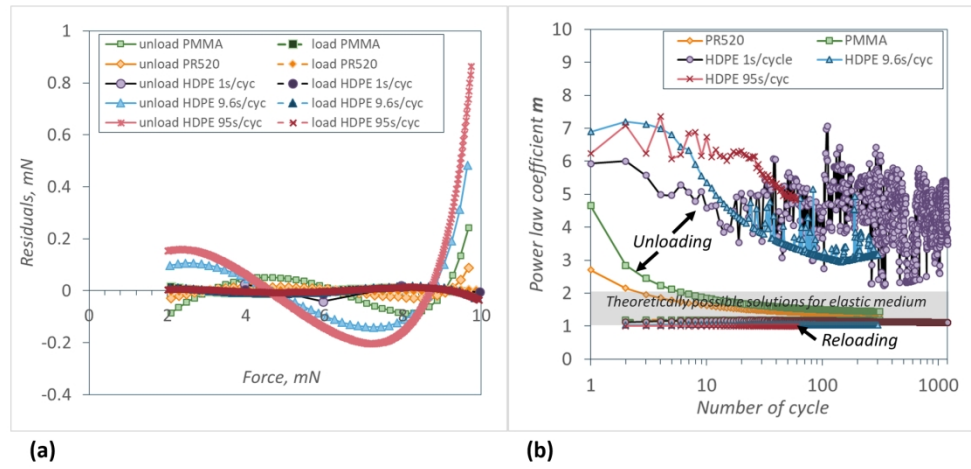 (a)
1
0.8
0.6
0.4
0.2
0
-0.2
-0.4
Residuals, mN
unload PMMA
load PMMA
unload PR520
load PR520
unload HDPE 1s/cyc
load HDPE 1s/cyc
unload HDPE 9.6s/cyc
load HDPE 9.6s/cyc
unload HDPE 95s/cyc
load HDPE 95s/cyc
0 2 4 6 8 10
Force, mN
(b)
PR520
PMMA
HDPE 1s/cycle
HDPE 9.6s/cyc
HDPE 95s/cyc
10
9
8
7
6
5
4
3
2
1
0
Power law coefficient m
Unloading
Theoretically possible solutions for elastic medium
Reloading
1 10 100 1000
Number of cycle
(a)
(b)